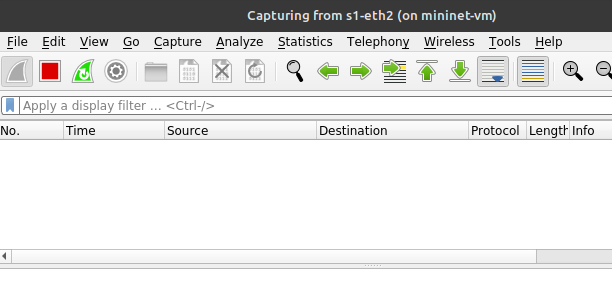 Capturing from s1-eth2 (on mininet-vm)
File Edit View Go Capture Analyze Statistics Telephony Wireless Tools Help
Apply a display filter ... <Ctrl-/>
No. Time Source Destination Protocol Length Info